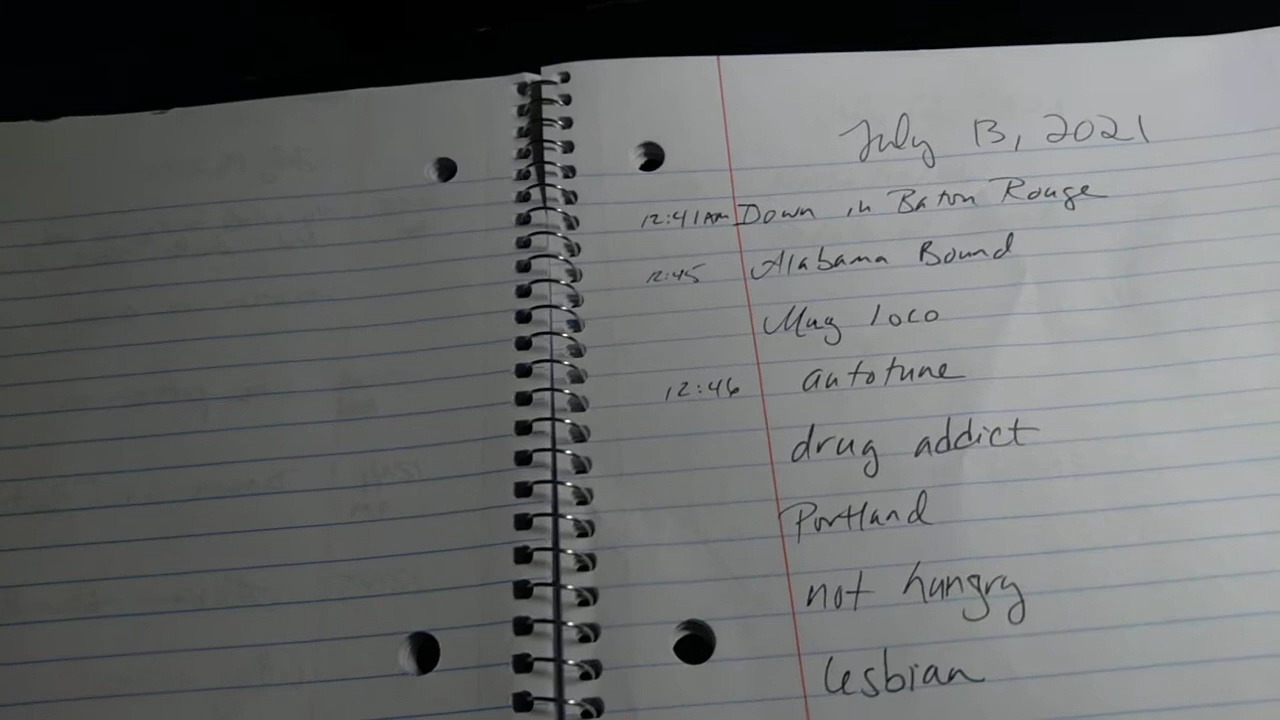 July 13, 2021
12:41AM Down in Baton Rouge
12:45 Alabama Bound
Muy loco
12:46 autotune
drug addict
Portland
not hungry
lesbian